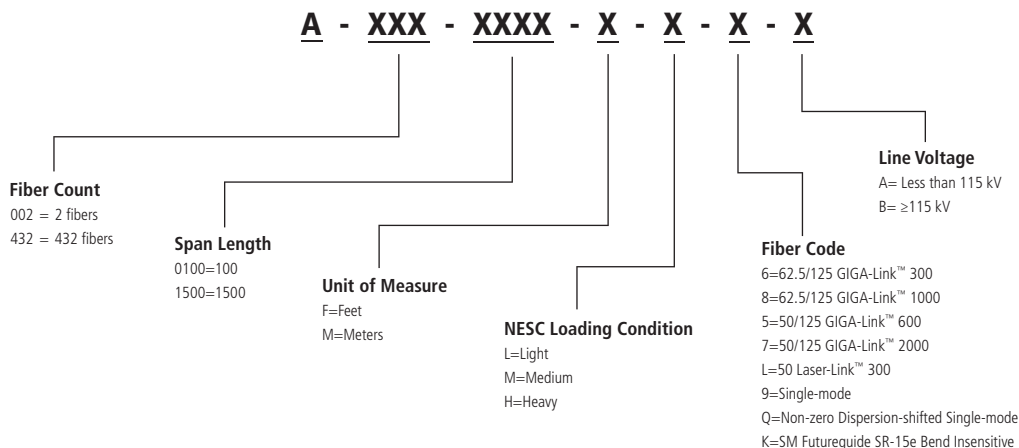 A - XXX - XXXX - X - X - X - X
Fiber Count
002 = 2 fibers
432 = 432 fibers
Span Length
0100=100
1500=1500
Unit of Measure
F=Feet
M=Meters
NESC Loading Condition
L=Light
M=Medium
H=Heavy
Fiber Code
6=62.5/125 GIGA-Link™ 300
8=62.5/125 GIGA-Link™ 1000
5=50/125 GIGA-Link™ 600
7=50/125 GIGA-Link™ 2000
L=50 Laser-Link™ 300
9=Single-mode
Q=Non-zero Dispersion-shifted Single-mode
K=SM Futureguide SR-15e Bend Insensitive
Line Voltage
A= Less than 115 kV
B= ≥115 kV